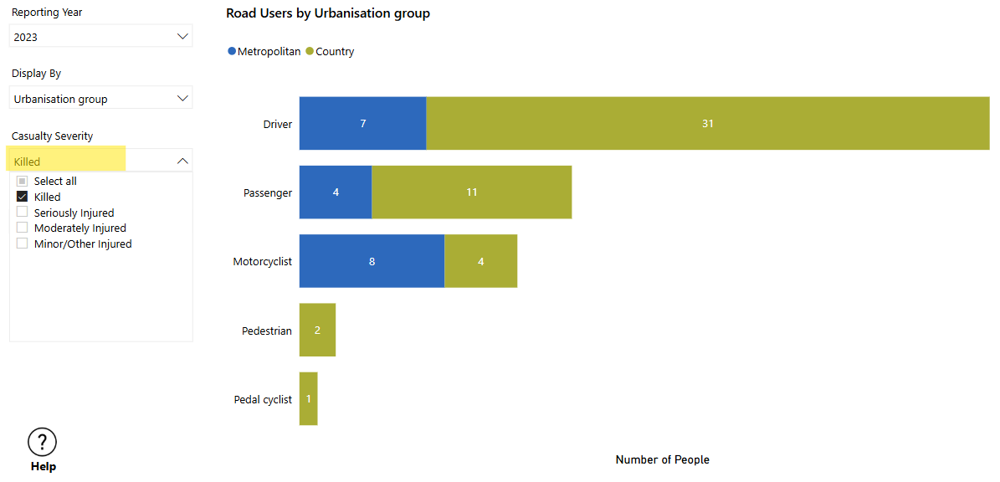 Reporting Year
2023
Display By
Urbanisation group
Casualty Severity
Killed
Select all
Killed
Seriously Injured
Moderately Injured
Minor/Other Injured
?
Help
Road Users by Urbanisation group
Metropolitan Country
Driver 7 31
Passenger 4 11
Motorcyclist 8 4
Pedestrian 2
Pedal cyclist 1
Number of People